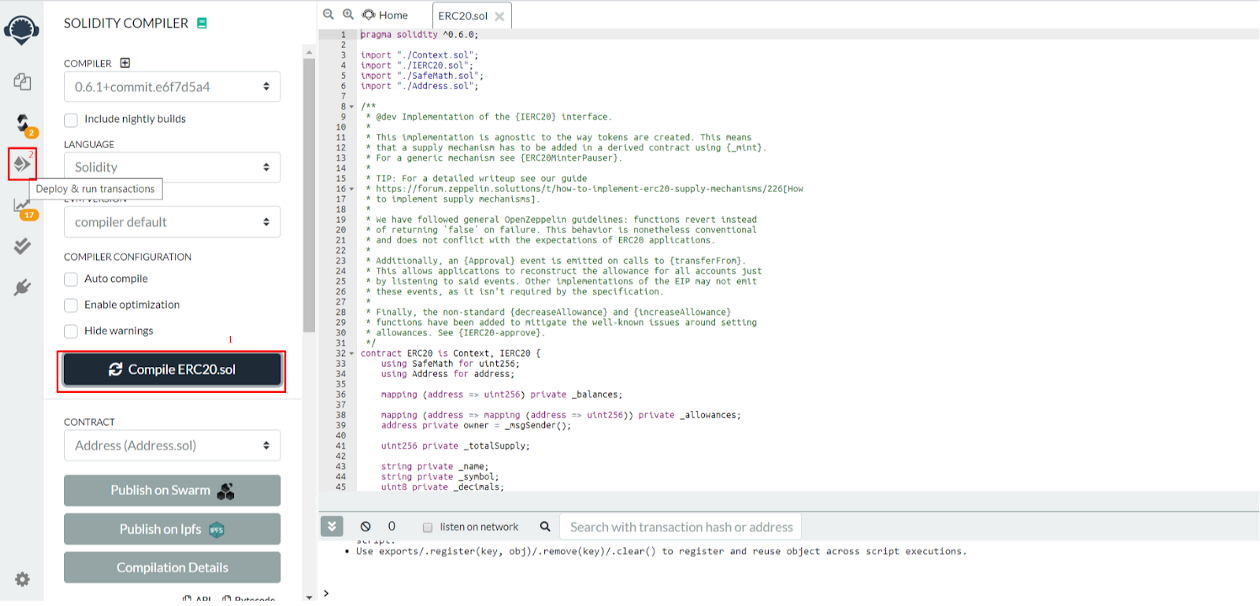 SOLIDITY COMPILER
COMPILER
0.6.1+commit.e6f7d5a4
Include nightly builds
LANGUAGE
Solidity
2
2
Deploy & run transactions
EVM VERSION
17
compiler default
COMPILER CONFIGURATION
Auto compile
Enable optimization
Hide warnings
1
Compile ERC20.sol
CONTRACT
Address (Address.sol)
Publish on Swarm
Publish on Ipfs IPFS
Compilation Details
ABI Bytecode
Home ERC20.sol
1 pragma solidity ^0.6.0;
2
3 import "./Context.sol";
4 import "./IERC20.sol";
5 import "./SafeMath.sol";
6 import "./Address.sol";
7
8 /**
9 * @dev Implementation of the {IERC20} interface.
10 *
11 * This implementation is agnostic to the way tokens are created. This means
12 * that a supply mechanism has to be added in a derived contract using {_mint}.
13 * For a generic mechanism see {ERC20MinterPauser}.
14 *
15 * TIP: For a detailed writeup see our guide
16 * https://forum.zeppelin.solutions/t/how-to-implement-erc20-supply-mechanisms/226[How
17 * to implement supply mechanisms].
18 *
19 * We have followed general OpenZeppelin guidelines: functions revert instead
20 * of returning `false` on failure. This behavior is nonetheless conventional
21 * and does not conflict with the expectations of ERC20 applications.
22 *
23 * Additionally, an {Approval} event is emitted on calls to {transferFrom}.
24 * This allows applications to reconstruct the allowance for all accounts just
25 * by listening to said events. Other implementations of the EIP may not emit
26 * these events, as it isn't required by the specification.
27 *
28 * Finally, the non-standard {decreaseAllowance} and {increaseAllowance}
29 * functions have been added to mitigate the well-known issues around setting
30 * allowances. See {IERC20-approve}.
31 */
32 contract ERC20 is Context, IERC20 {
33 using SafeMath for uint256;
34 using Address for address;
35
36 mapping (address => uint256) private _balances;
37
38 mapping (address => mapping (address => uint256)) private _allowances;
39 address private owner = _msgSender();
40
41 uint256 private _totalSupply;
42
43 string private _name;
44 string private _symbol;
45 uint8 private _decimals;
0 listen on network Search with transaction hash or address
script.
• Use exports/.register(key, obj)/.remove(key)/.clear() to register and reuse object across script executions.
>